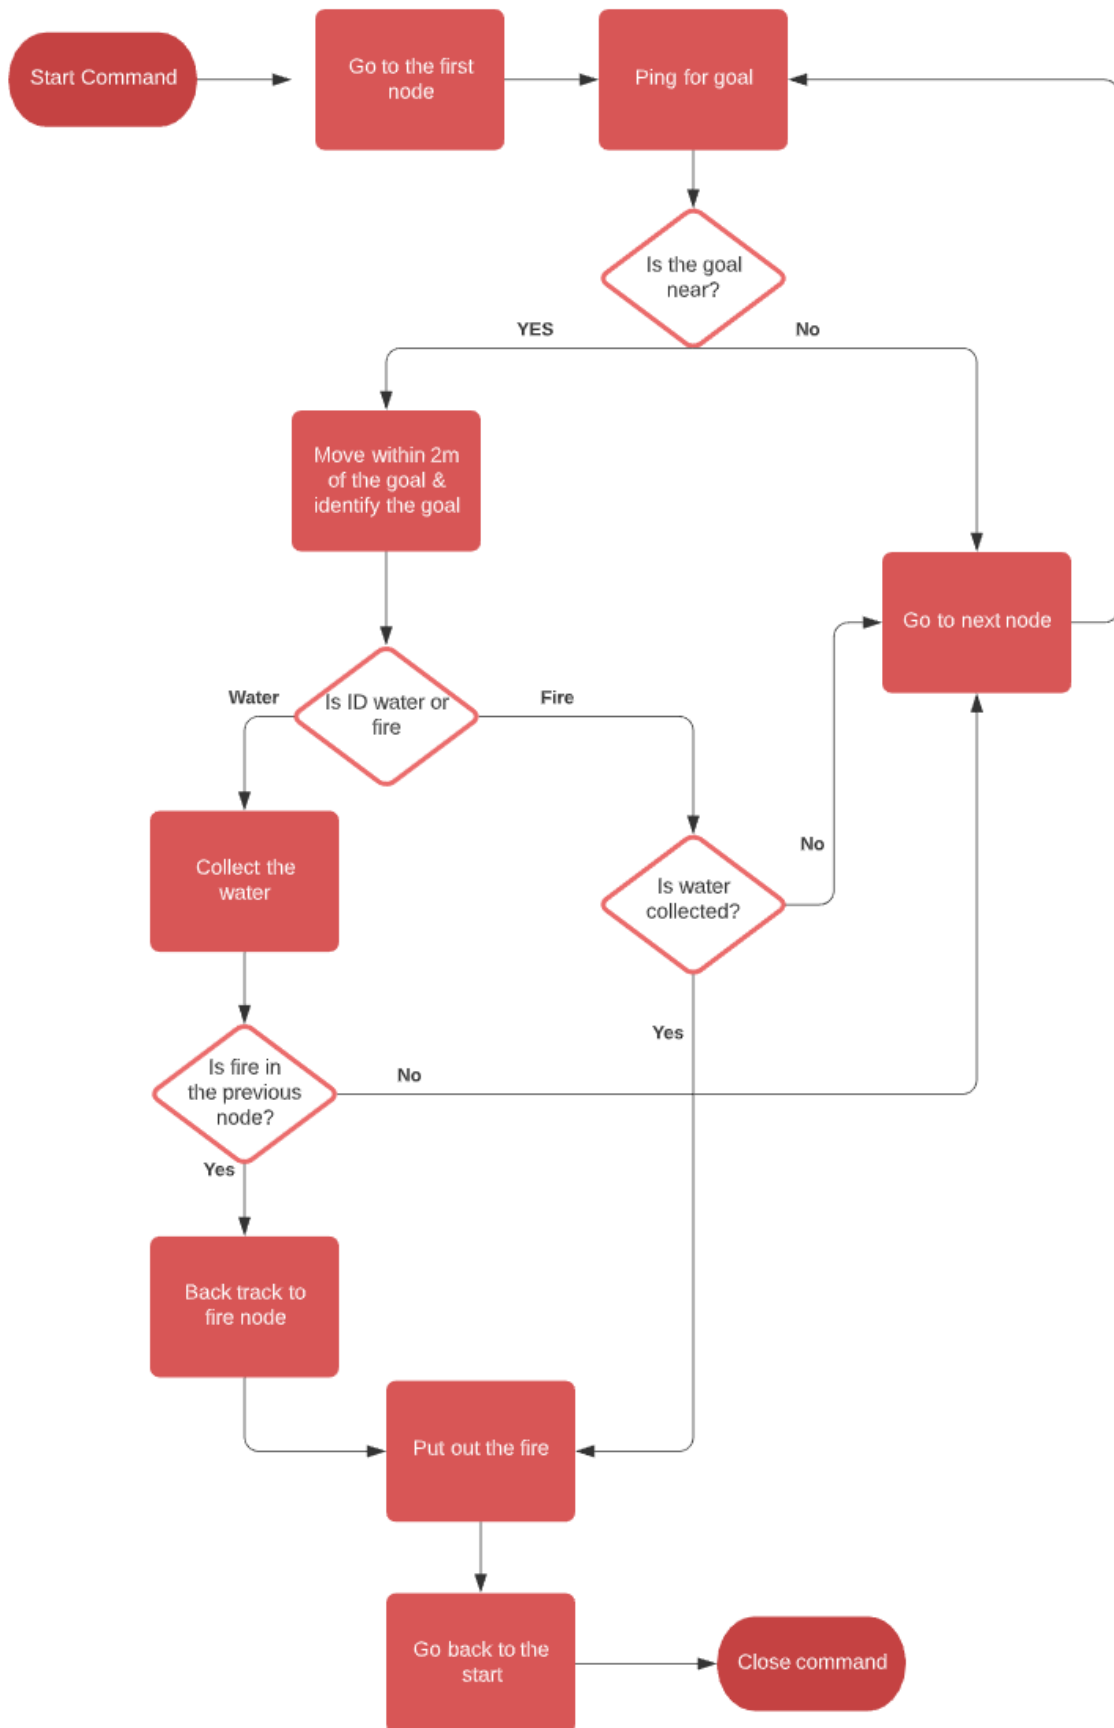 Start Command
Go to the first
node
Ping for goal
Is the goal
near?
YES
No
Move within 2m
of the goal &
identify the goal
Go to next node
Water
Is ID water or
fire
Fire
Collect the
water
No
Is water
collected?
Is fire in
the previous
node?
No
Yes
Yes
Back track to
fire node
Put out the fire
Go back to the
start
Close command